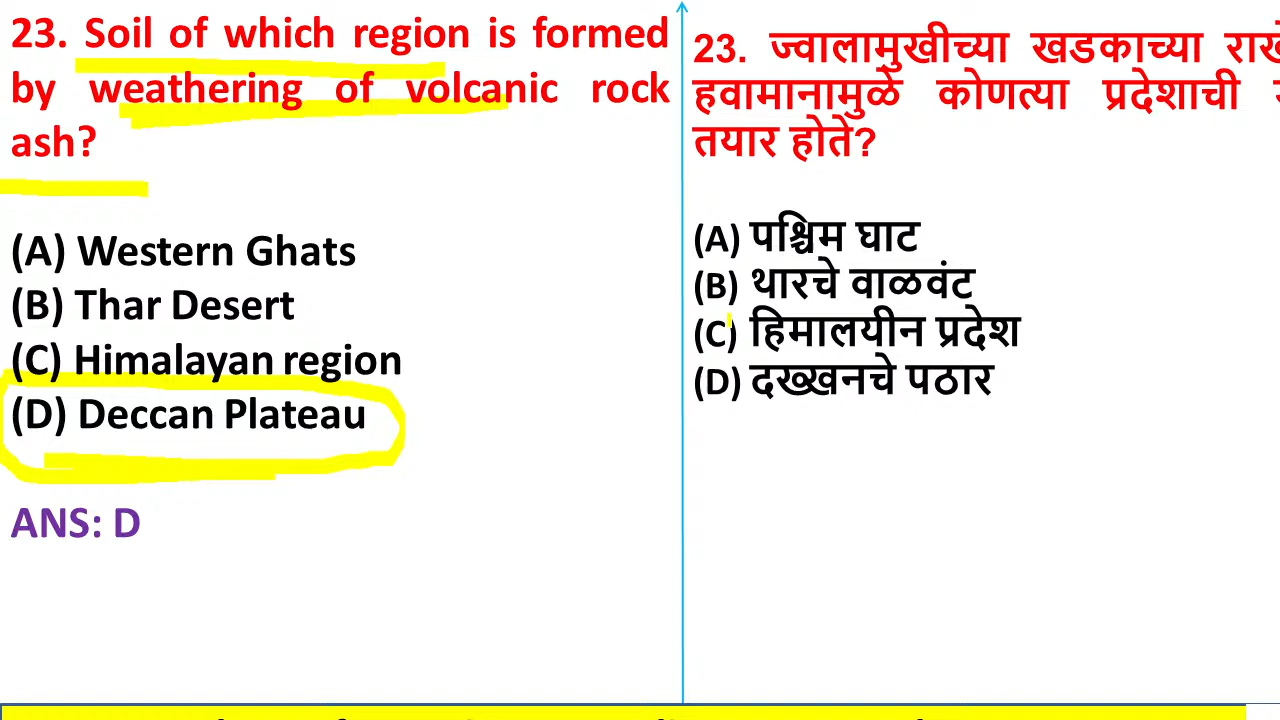 23. Soil of which region is formed
by weathering of volcanic rock
ash?
(A) Western Ghats
(B) Thar Desert
(C) Himalayan region
(D) Deccan Plateau
ANS: D
23. ज्वालामुखीच्या खडकाच्या
हवामानामुळे कोणत्या प्रदेशाची
तयार होते?
(A) पश्चिम घाट
(B) थारचे वाळवंट
(C) हिमालयीन प्रदेश
(D) दख्खनचे पठार